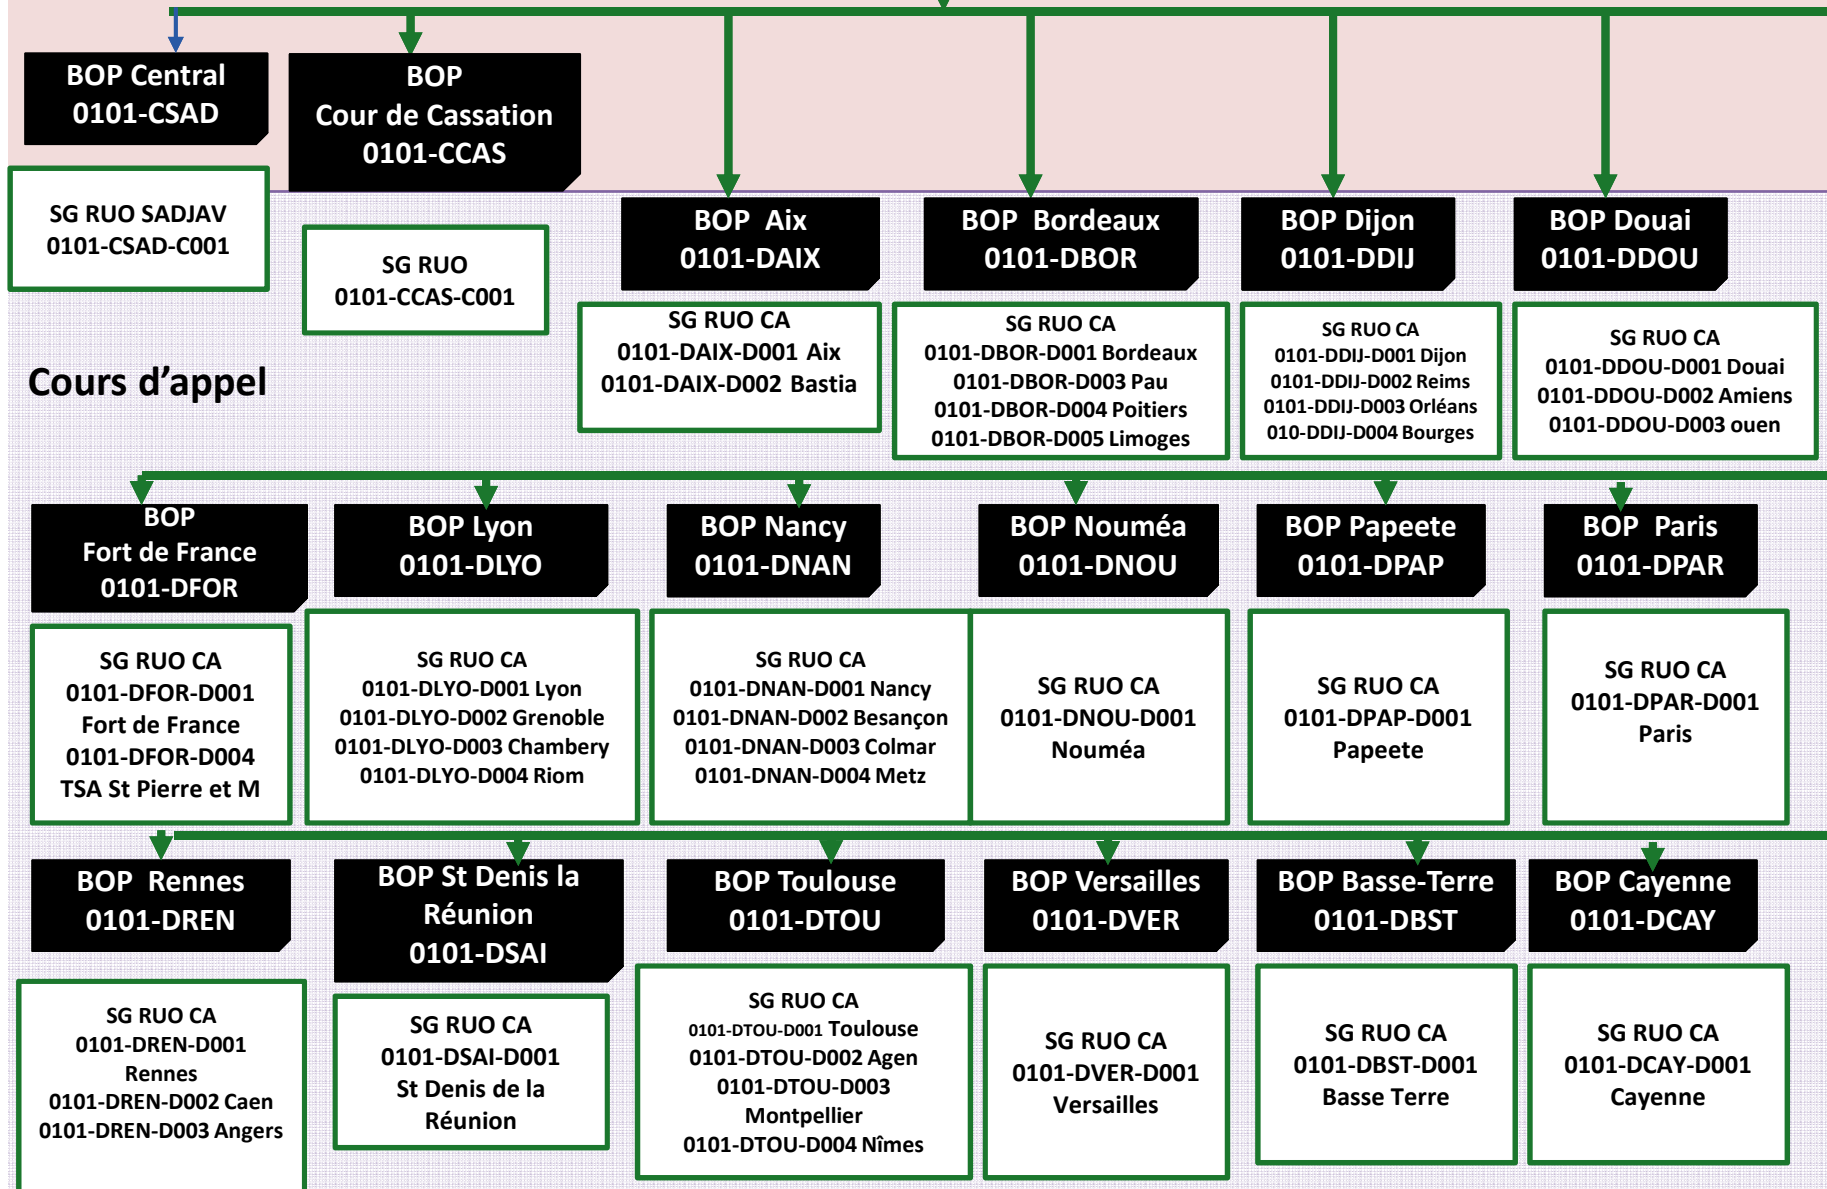 BOP Central
0101-CSAD
BOP
Cour de Cassation
0101-CCAS
SG RUO SADJAV
0101-CSAD-C001
SG RUO
0101-CCAS-C001
BOP Aix
0101-DAIX
BOP Bordeaux
0101-DBOR
BOP Dijon
0101-DDIJ
BOP Douai
0101-DDOU
SG RUO CA
0101-DAIX-D001 Aix
0101-DAIX-D002 Bastia
SG RUO CA
0101-DBOR-D001 Bordeaux
0101-DBOR-D003 Pau
0101-DBOR-D004 Poitiers
0101-DBOR-D005 Limoges
SG RUO CA
0101-DDIJ-D001 Dijon
0101-DDIJ-D002 Reims
0101-DDIJ-D003 Orléans
010-DDIJ-D004 Bourges
SG RUO CA
0101-DDOU-D001 Douai
0101-DDOU-D002 Amiens
0101-DDOU-D003 ouen
Cours d’appel
BOP
Fort de France
0101-DFOR
BOP Lyon
0101-DLYO
BOP Nancy
0101-DNAN
BOP Nouméa
0101-DNOU
BOP Papeete
0101-DPAP
BOP Paris
0101-DPAR
SG RUO CA
0101-DFOR-D001
Fort de France
0101-DFOR-D004
TSA St Pierre et M
SG RUO CA
0101-DLYO-D001 Lyon
0101-DLYO-D002 Grenoble
0101-DLYO-D003 Chambery
0101-DLYO-D004 Riom
SG RUO CA
0101-DNAN-D001 Nancy
0101-DNAN-D002 Besançon
0101-DNAN-D003 Colmar
0101-DNAN-D004 Metz
SG RUO CA
0101-DNOU-D001
Nouméa
SG RUO CA
0101-DPAP-D001
Papeete
SG RUO CA
0101-DPAR-D001
Paris
BOP Rennes
0101-DREN
BOP St Denis la
Réunion
0101-DSAI
BOP Toulouse
0101-DTOU
BOP Versailles
0101-DVER
BOP Basse-Terre
0101-DBST
BOP Cayenne
0101-DCAY
SG RUO CA
0101-DREN-D001
Rennes
0101-DREN-D002 Caen
0101-DREN-D003 Angers
SG RUO CA
0101-DSAI-D001
St Denis de la
Réunion
SG RUO CA
0101-DTOU-D001 Toulouse
0101-DTOU-D002 Agen
0101-DTOU-D003
Montpellier
0101-DTOU-D004 Nîmes
SG RUO CA
0101-DVER-D001
Versailles
SG RUO CA
0101-DBST-D001
Basse Terre
SG RUO CA
0101-DCAY-D001
Cayenne